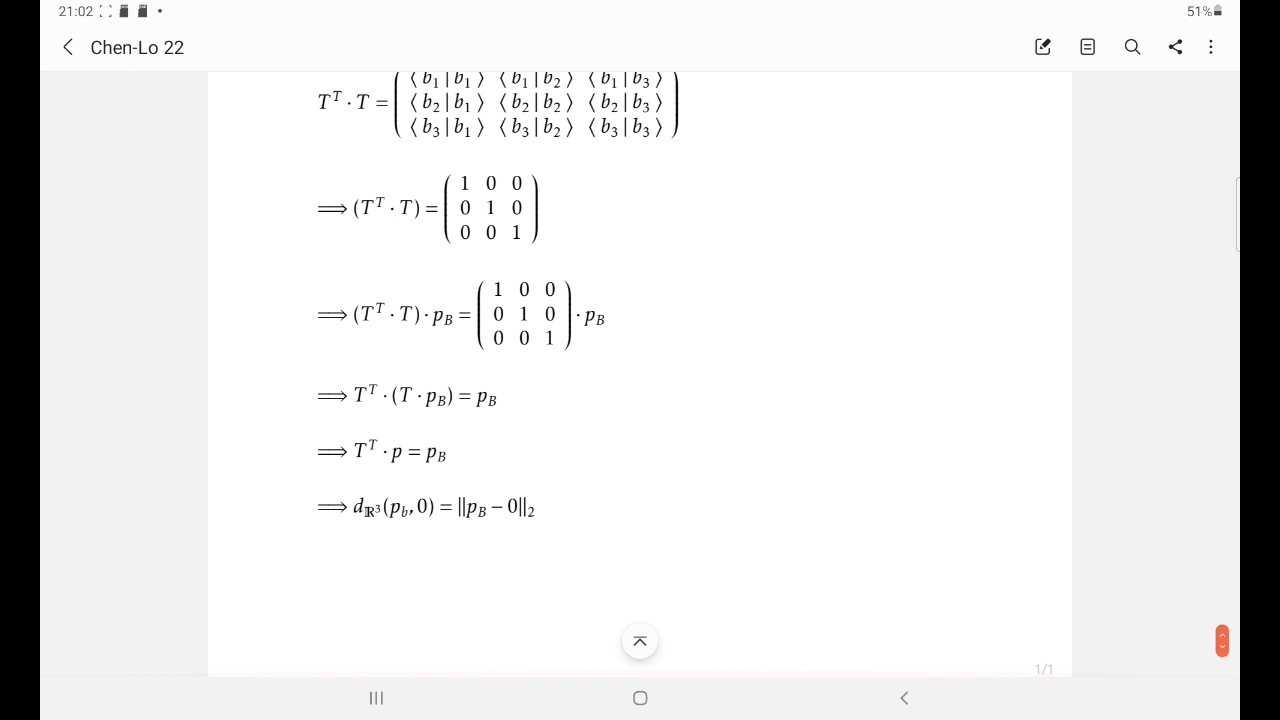 21:02
51%
Chen-Lo 22
T^T · T = ( ⟨ b_1 | b_1 ⟩ ⟨ b_1 | b_2 ⟩ ⟨ b_1 | b_3 ⟩
⟨ b_2 | b_1 ⟩ ⟨ b_2 | b_2 ⟩ ⟨ b_2 | b_3 ⟩
⟨ b_3 | b_1 ⟩ ⟨ b_3 | b_2 ⟩ ⟨ b_3 | b_3 ⟩ )
⟹ (T^T · T) = ( 1 0 0
0 1 0
0 0 1 )
⟹ (T^T · T) · p_B = ( 1 0 0
0 1 0
0 0 1 ) · p_B
⟹ T^T · (T · p_B) = p_B
⟹ T^T · p = p_B
⟹ d_ℝ³(p_b, 0) = ||p_B − 0||_2
1/1